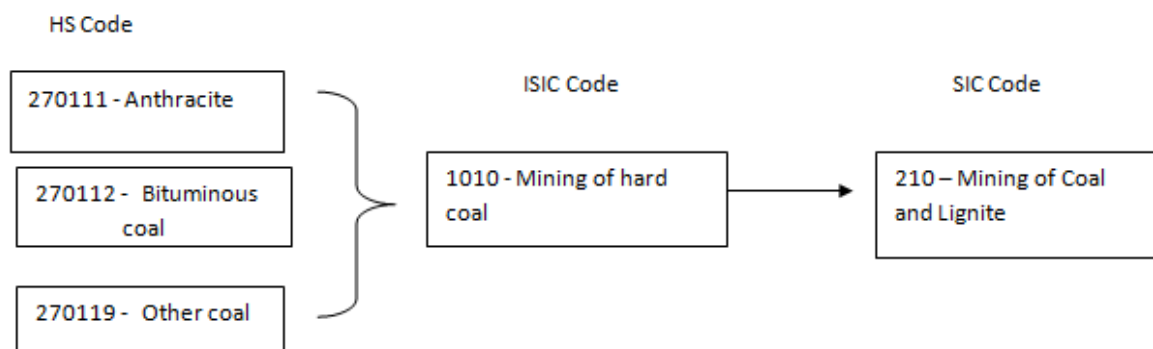 HS Code
270111 - Anthracite
270112 - Bituminous
coal
270119 - Other coal
ISIC Code
1010 - Mining of hard
coal
SIC Code
210 – Mining of Coal
and Lignite